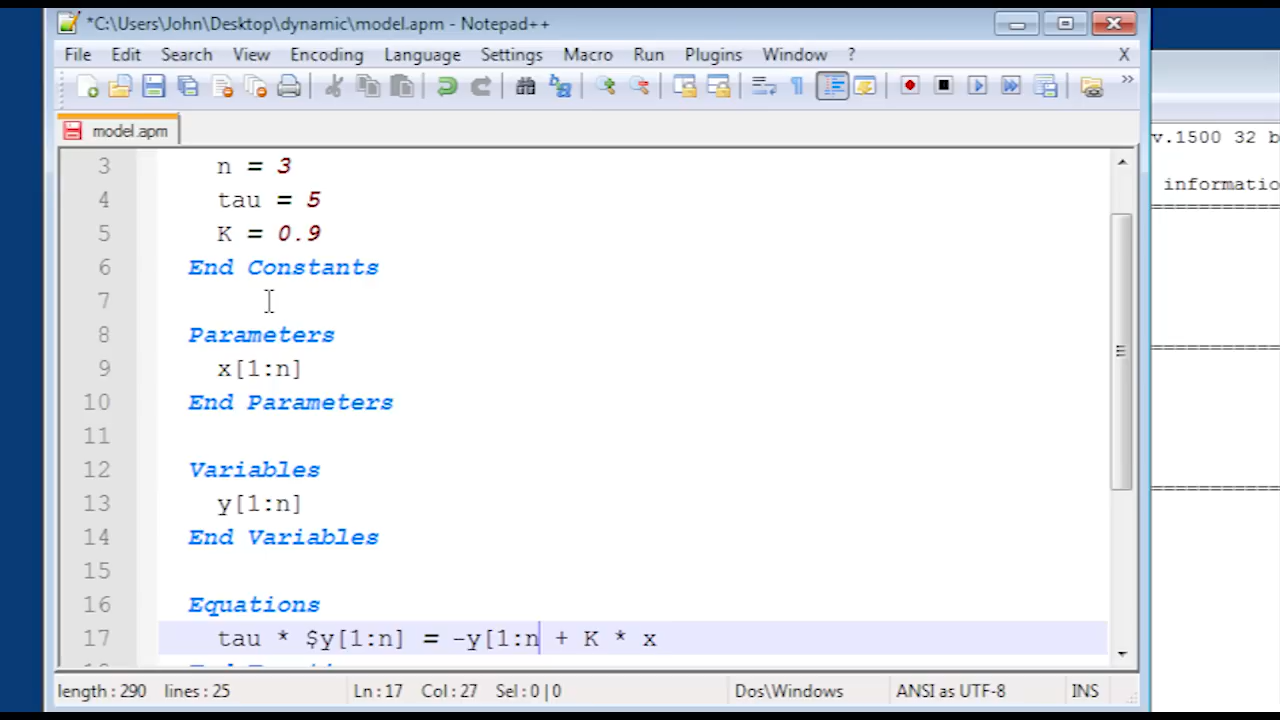 *C:\Users\John\Desktop\dynamic\model.apm - Notepad++
File Edit Search View Encoding Language Settings Macro Run Plugins Window ? X
model.apm
3 n = 3
4 tau = 5
5 K = 0.9
6 End Constants
7
8 Parameters
9 x[1:n]
10 End Parameters
11
12 Variables
13 y[1:n]
14 End Variables
15
16 Equations
17 tau * $y[1:n] = -y[1:n + K * x
length : 290 lines : 25 Ln : 17 Col : 27 Sel : 0 | 0 Dos\Windows ANSI as UTF-8 INS
v.1500 32 b
informatio